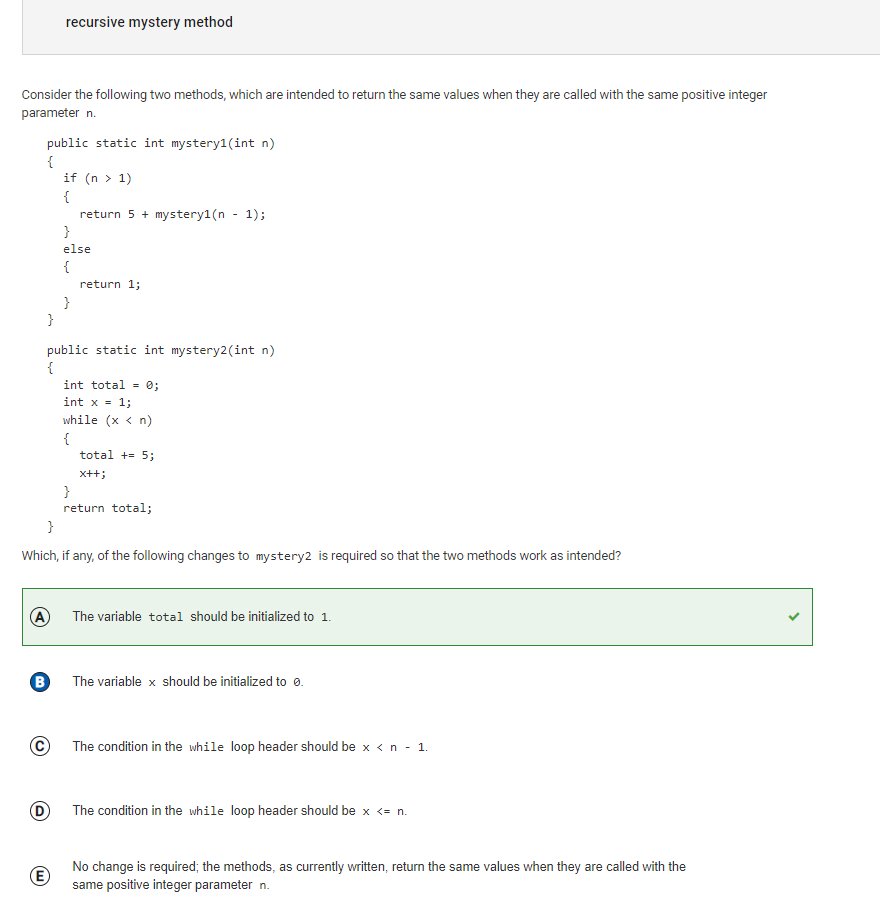 recursive mystery method
Consider the following two methods, which are intended to return the same values when they are called with the same positive integer
parameter n.
public static int mystery1(int n)
{
if (n > 1)
{
return 5 + mystery1(n - 1);
}
else
{
return 1;
}
}
public static int mystery2(int n)
{
int total = 0;
int x = 1;
while (x < n)
{
total += 5;
x++;
}
return total;
}
Which, if any, of the following changes to mystery2 is required so that the two methods work as intended?
A The variable total should be initialized to 1.
B The variable x should be initialized to 0.
C The condition in the while loop header should be x < n - 1.
D The condition in the while loop header should be x <= n.
E No change is required; the methods, as currently written, return the same values when they are called with the
same positive integer parameter n.